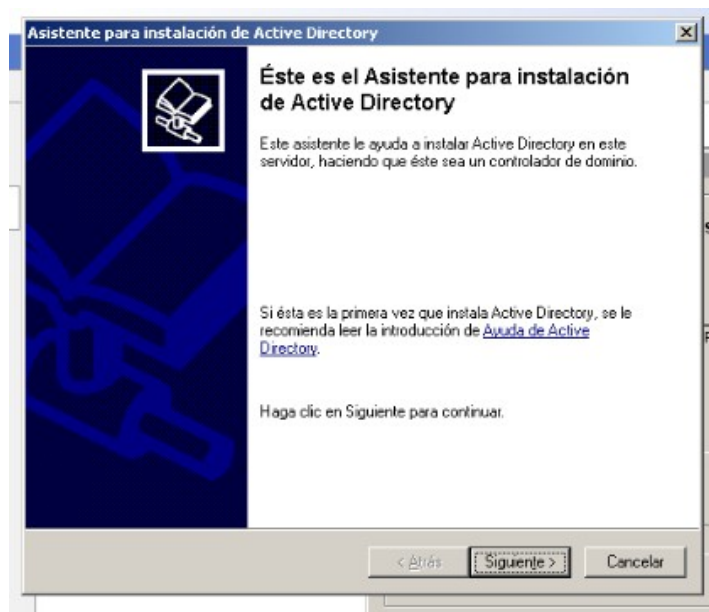 Asistente para instalación de Active Directory
Éste es el Asistente para instalación
de Active Directory
Este asistente le ayuda a instalar Active Directory en este
servidor, haciendo que éste sea un controlador de dominio.
Si ésta es la primera vez que instala Active Directory, se le
recomienda leer la introducción de Ayuda de Active
Directory.
Haga clic en Siguiente para continuar.
< Atrás Siguiente > Cancelar